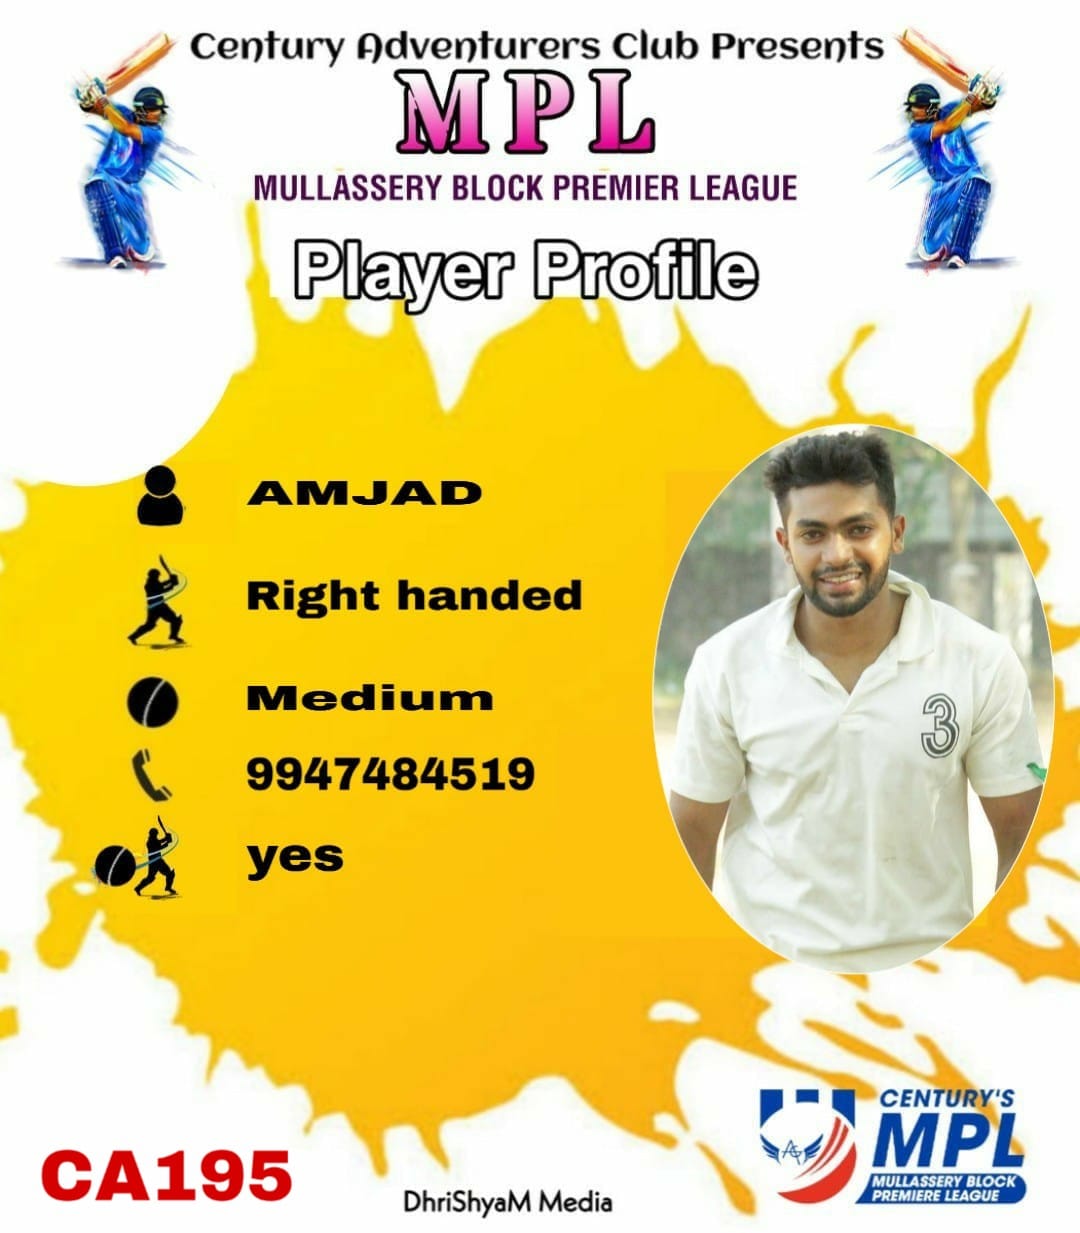 Century Adventurers Club Presents
MPL
MULLASSERY BLOCK PREMIER LEAGUE
Player Profile
AMJAD
Right handed
Medium
9947484519
yes
3
CA195
DhriShyaM Media
CENTURY'S
MPL
MULLASSERY BLOCK
PREMIERE LEAGUE